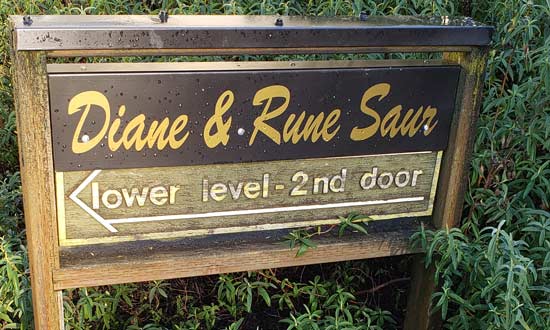 Diane & Rune Saur
lower level - 2nd door